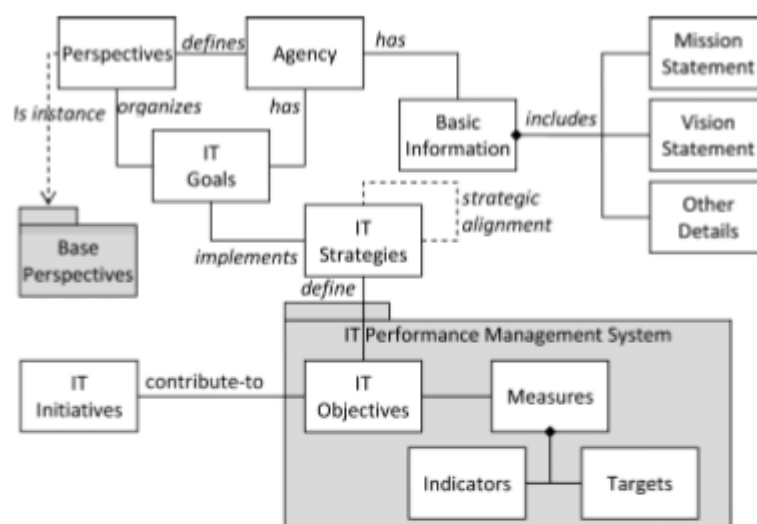 Perspectives
defines
Agency
has
Mission
Statement
Is instance
organizes
has
Basic
Information
includes
Vision
Statement
IT
Goals
strategic
alignment
Other
Details
Base
Perspectives
implements
IT
Strategies
define
IT Performance Management System
IT
Initiatives
contribute-to
IT
Objectives
Measures
Indicators
Targets